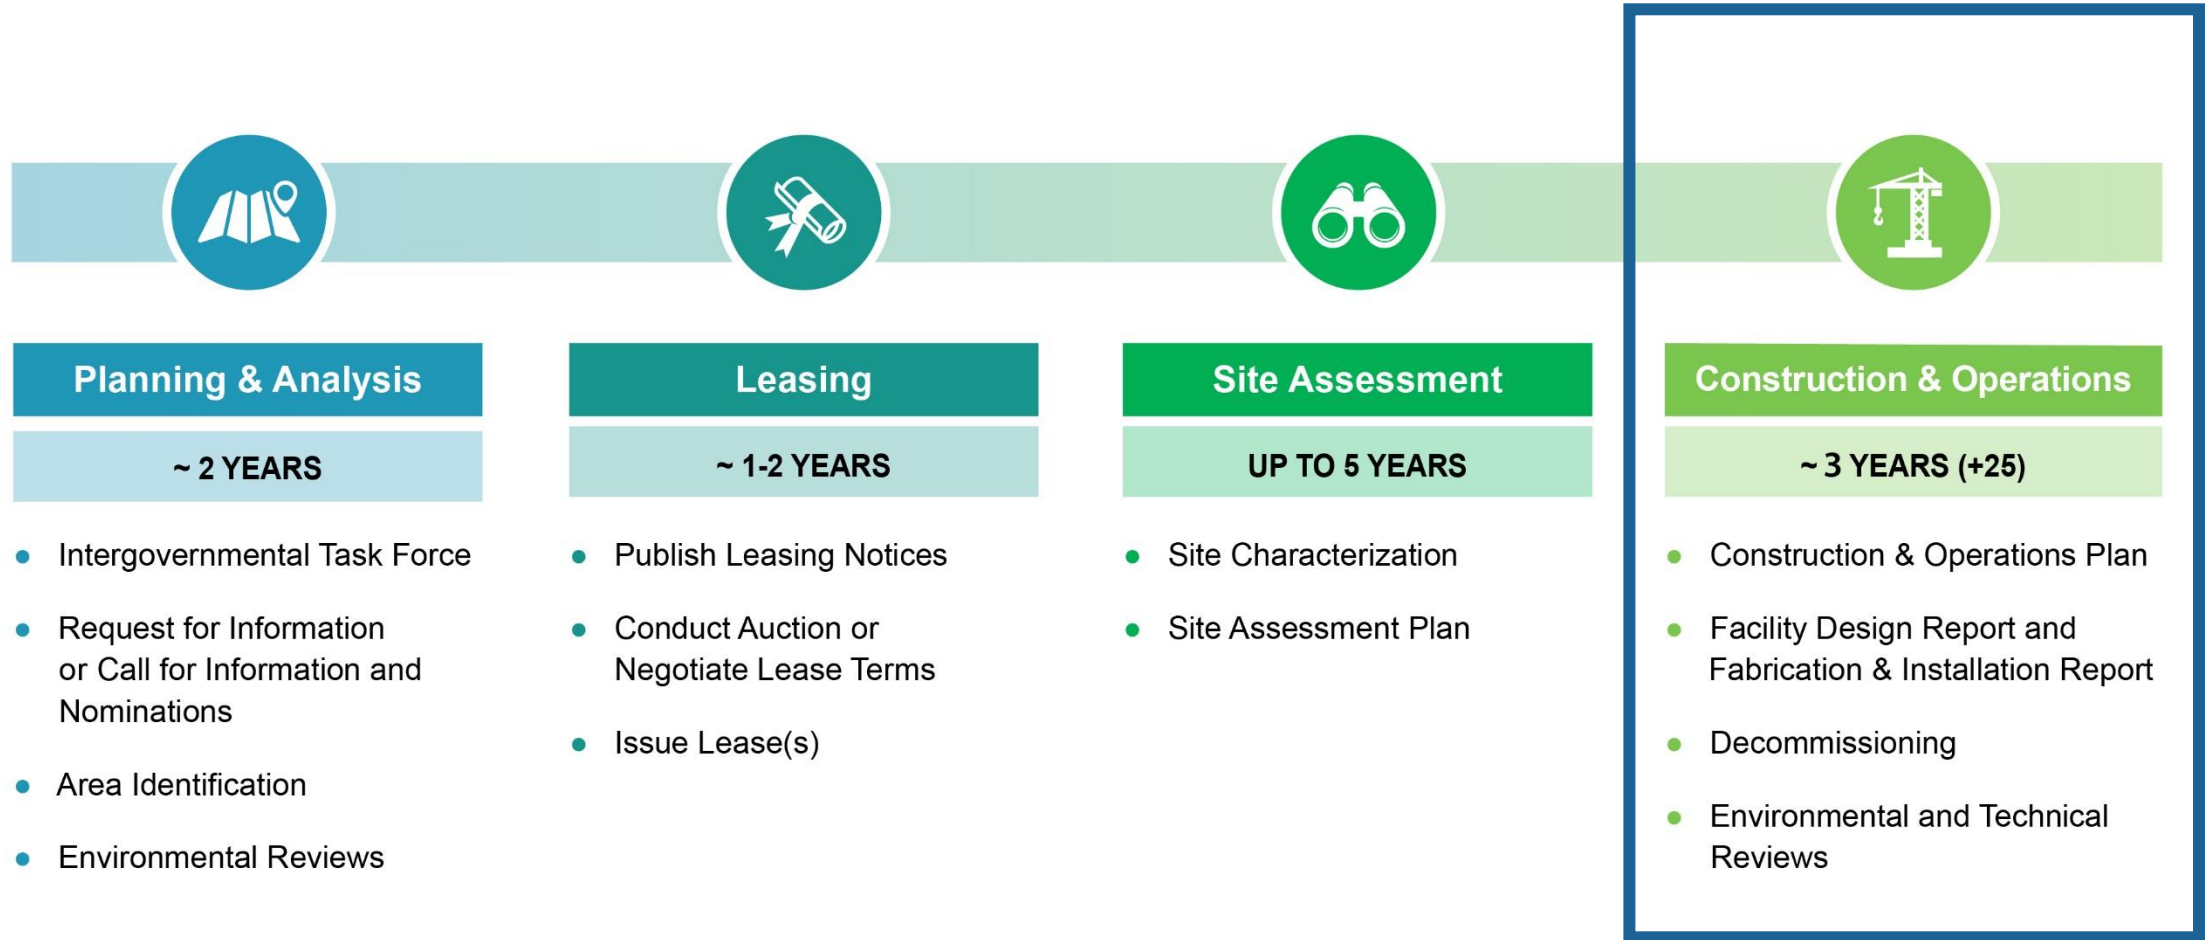 Planning & Analysis
~ 2 YEARS
Intergovernmental Task Force
Request for Information
or Call for Information and
Nominations
Area Identification
Environmental Reviews
Leasing
~ 1-2 YEARS
Publish Leasing Notices
Conduct Auction or
Negotiate Lease Terms
Issue Lease(s)
Site Assessment
UP TO 5 YEARS
Site Characterization
Site Assessment Plan
Construction & Operations
~ 3 YEARS (+25)
Construction & Operations Plan
Facility Design Report and
Fabrication & Installation Report
Decommissioning
Environmental and Technical
Reviews